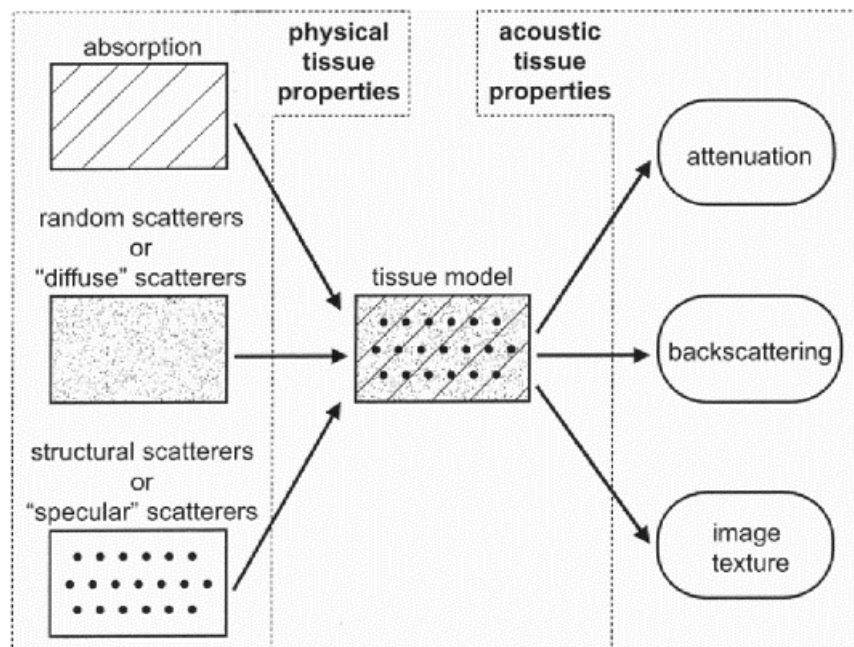 absorption
physical
tissue
properties
acoustic
tissue
properties
attenuation
random scatterers
or
"diffuse" scatterers
tissue model
backscattering
structural scatterers
or
"specular" scatterers
image
texture